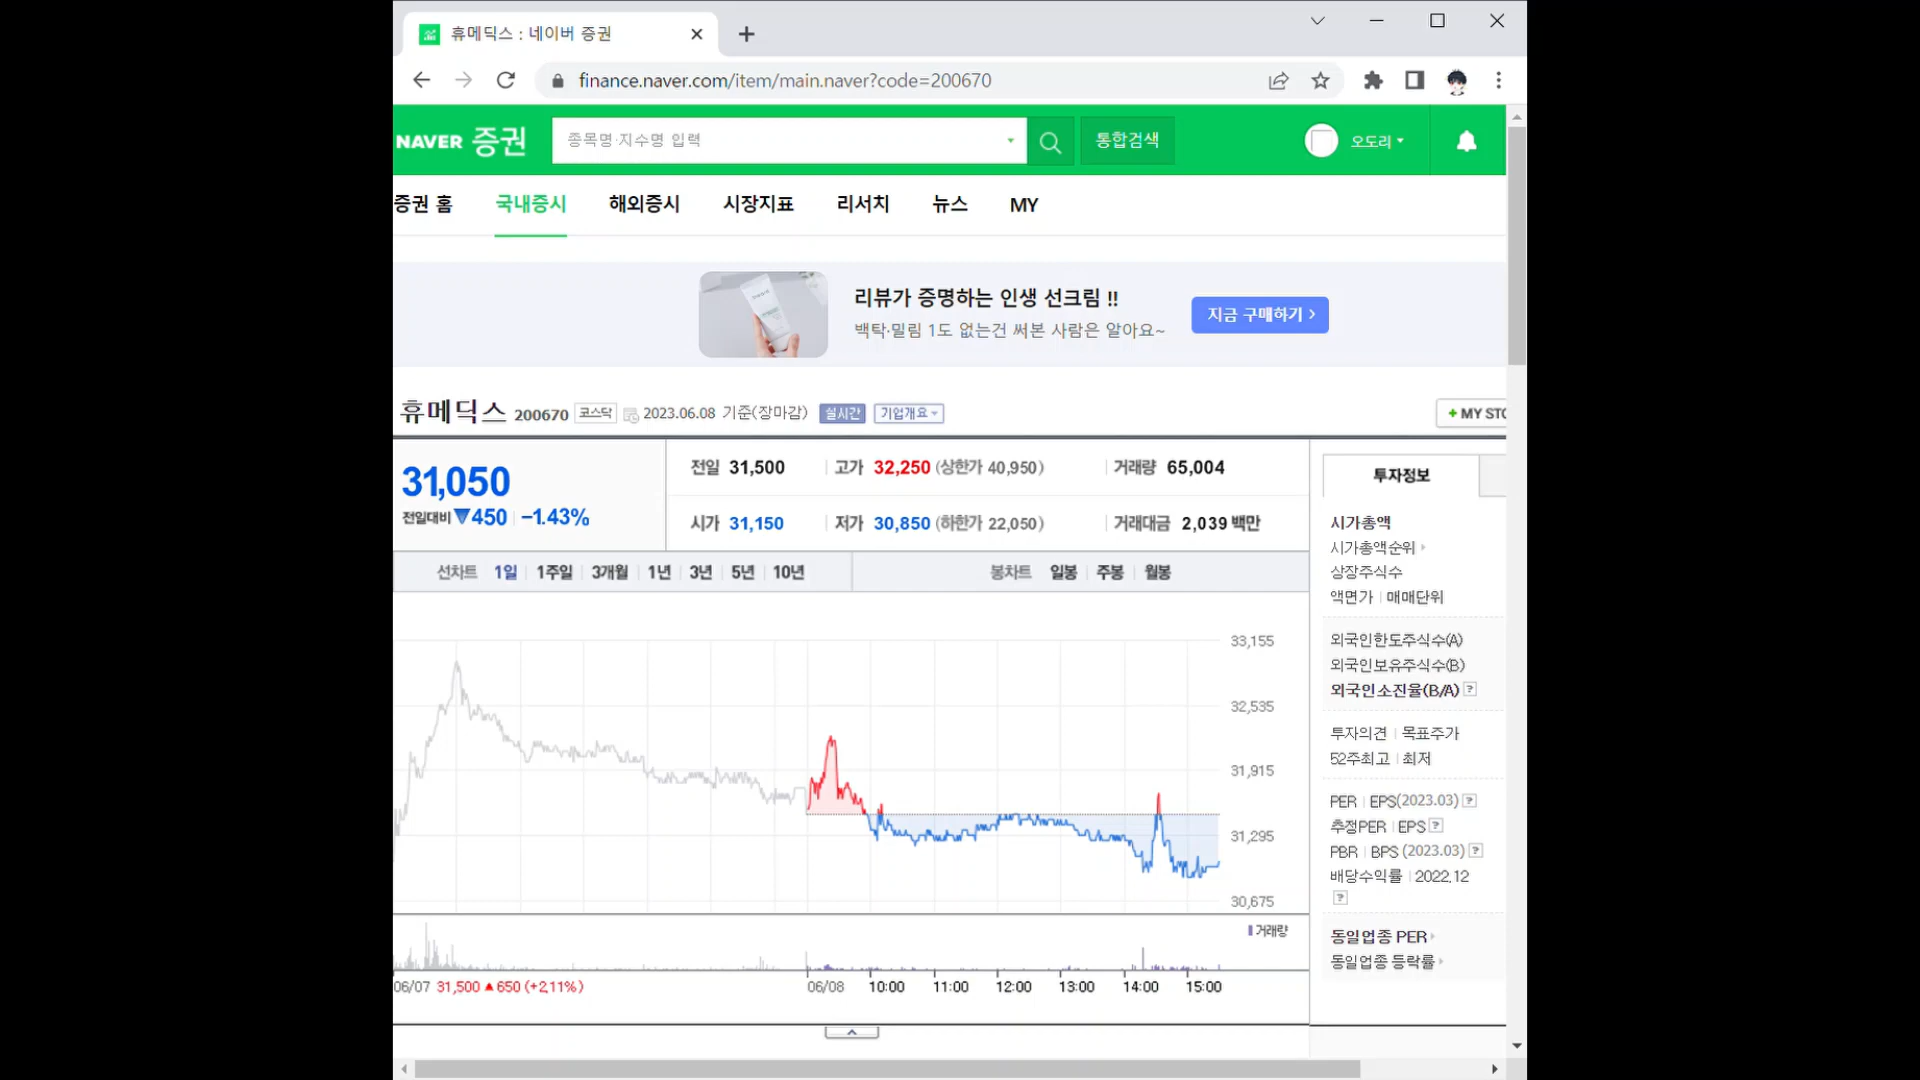 휴메딕스 : 네이버 증권
finance.naver.com/item/main.naver?code=200670
NAVER 증권
종목명·지수명 입력
통합검색
오도리
증권 홈 국내증시 해외증시 시장지표 리서치 뉴스 MY
리뷰가 증명하는 인생 선크림 !!
백탁·밀림 1도 없는건 써본 사람은 알아요~
지금 구매하기 >
휴메딕스 200670 코스닥 2023.06.08 기준(장마감) 실시간 기업개요
+ MY STO
31,050
전일대비 ▼450 | -1.43%
전일 31,500 | 고가 32,250 (상한가 40,950) | 거래량 65,004
시가 31,150 | 저가 30,850 (하한가 22,050) | 거래대금 2,039 백만
선차트 1일 1주일 3개월 1년 3년 5년 10년
봉차트 일봉 주봉 월봉
33,155
32,535
31,915
31,295
30,675
거래량
06/07 31,500 ▲650 (+2.11%)
06/08 10:00 11:00 12:00 13:00 14:00 15:00
투자정보
시가총액
시가총액순위
상장주식수
액면가 | 매매단위
외국인한도주식수(A)
외국인보유주식수(B)
외국인소진율(B/A) ?
투자의견 | 목표주가
52주최고 | 최저
PER | EPS(2023.03) ?
추정PER | EPS ?
PBR | BPS (2023.03) ?
배당수익률 | 2022.12
?
동일업종 PER
동일업종 등락률